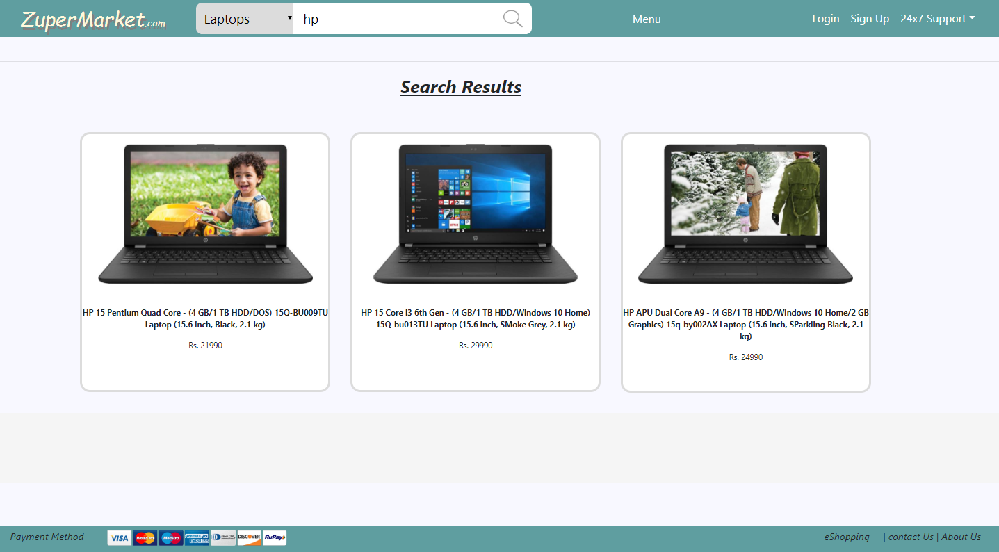 ZuperMarket.com
Laptops
hp
Menu
Login
Sign Up
24x7 Support
Search Results
HP 15 Pentium Quad Core - (4 GB/1 TB HDD/DOS) 15Q-BU009TU
Laptop (15.6 inch, Black, 2.1 kg)
Rs. 21990
HP 15 Core i3 6th Gen - (4 GB/1 TB HDD/Windows 10 Home)
15Q-bu013TU Laptop (15.6 inch, SMoke Grey, 2.1 kg)
Rs. 29990
HP APU Dual Core A9 - (4 GB/1 TB HDD/Windows 10 Home/2 GB
Graphics) 15q-by002AX Laptop (15.6 inch, SParkling Black, 2.1
kg)
Rs. 24990
Payment Method
VISA
MasterCard
Maestro
AMERICAN
EXPRESS
Diners Club
DISCOVER
RuPay
eShopping | contact Us | About Us